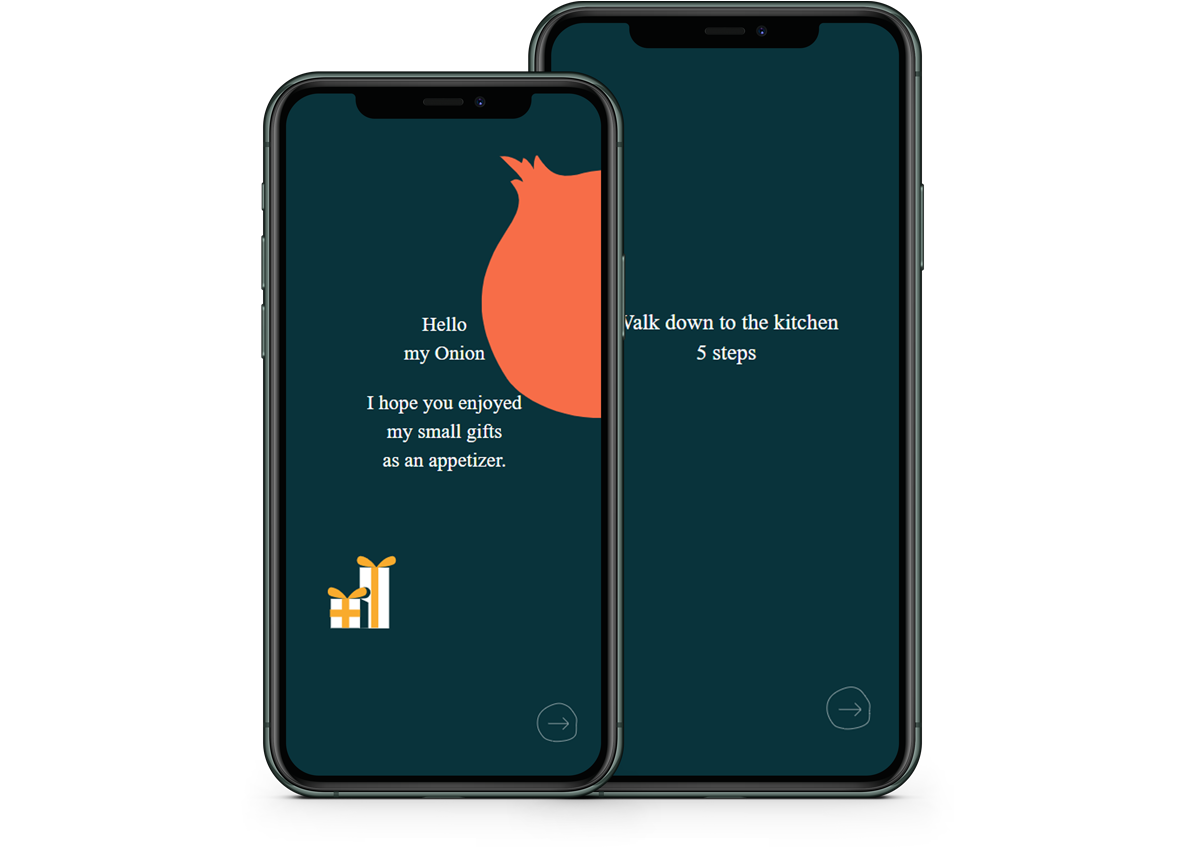 Hello
my Onion
I hope you enjoyed
my small gifts
as an appetizer.
Walk down to the kitchen
5 steps